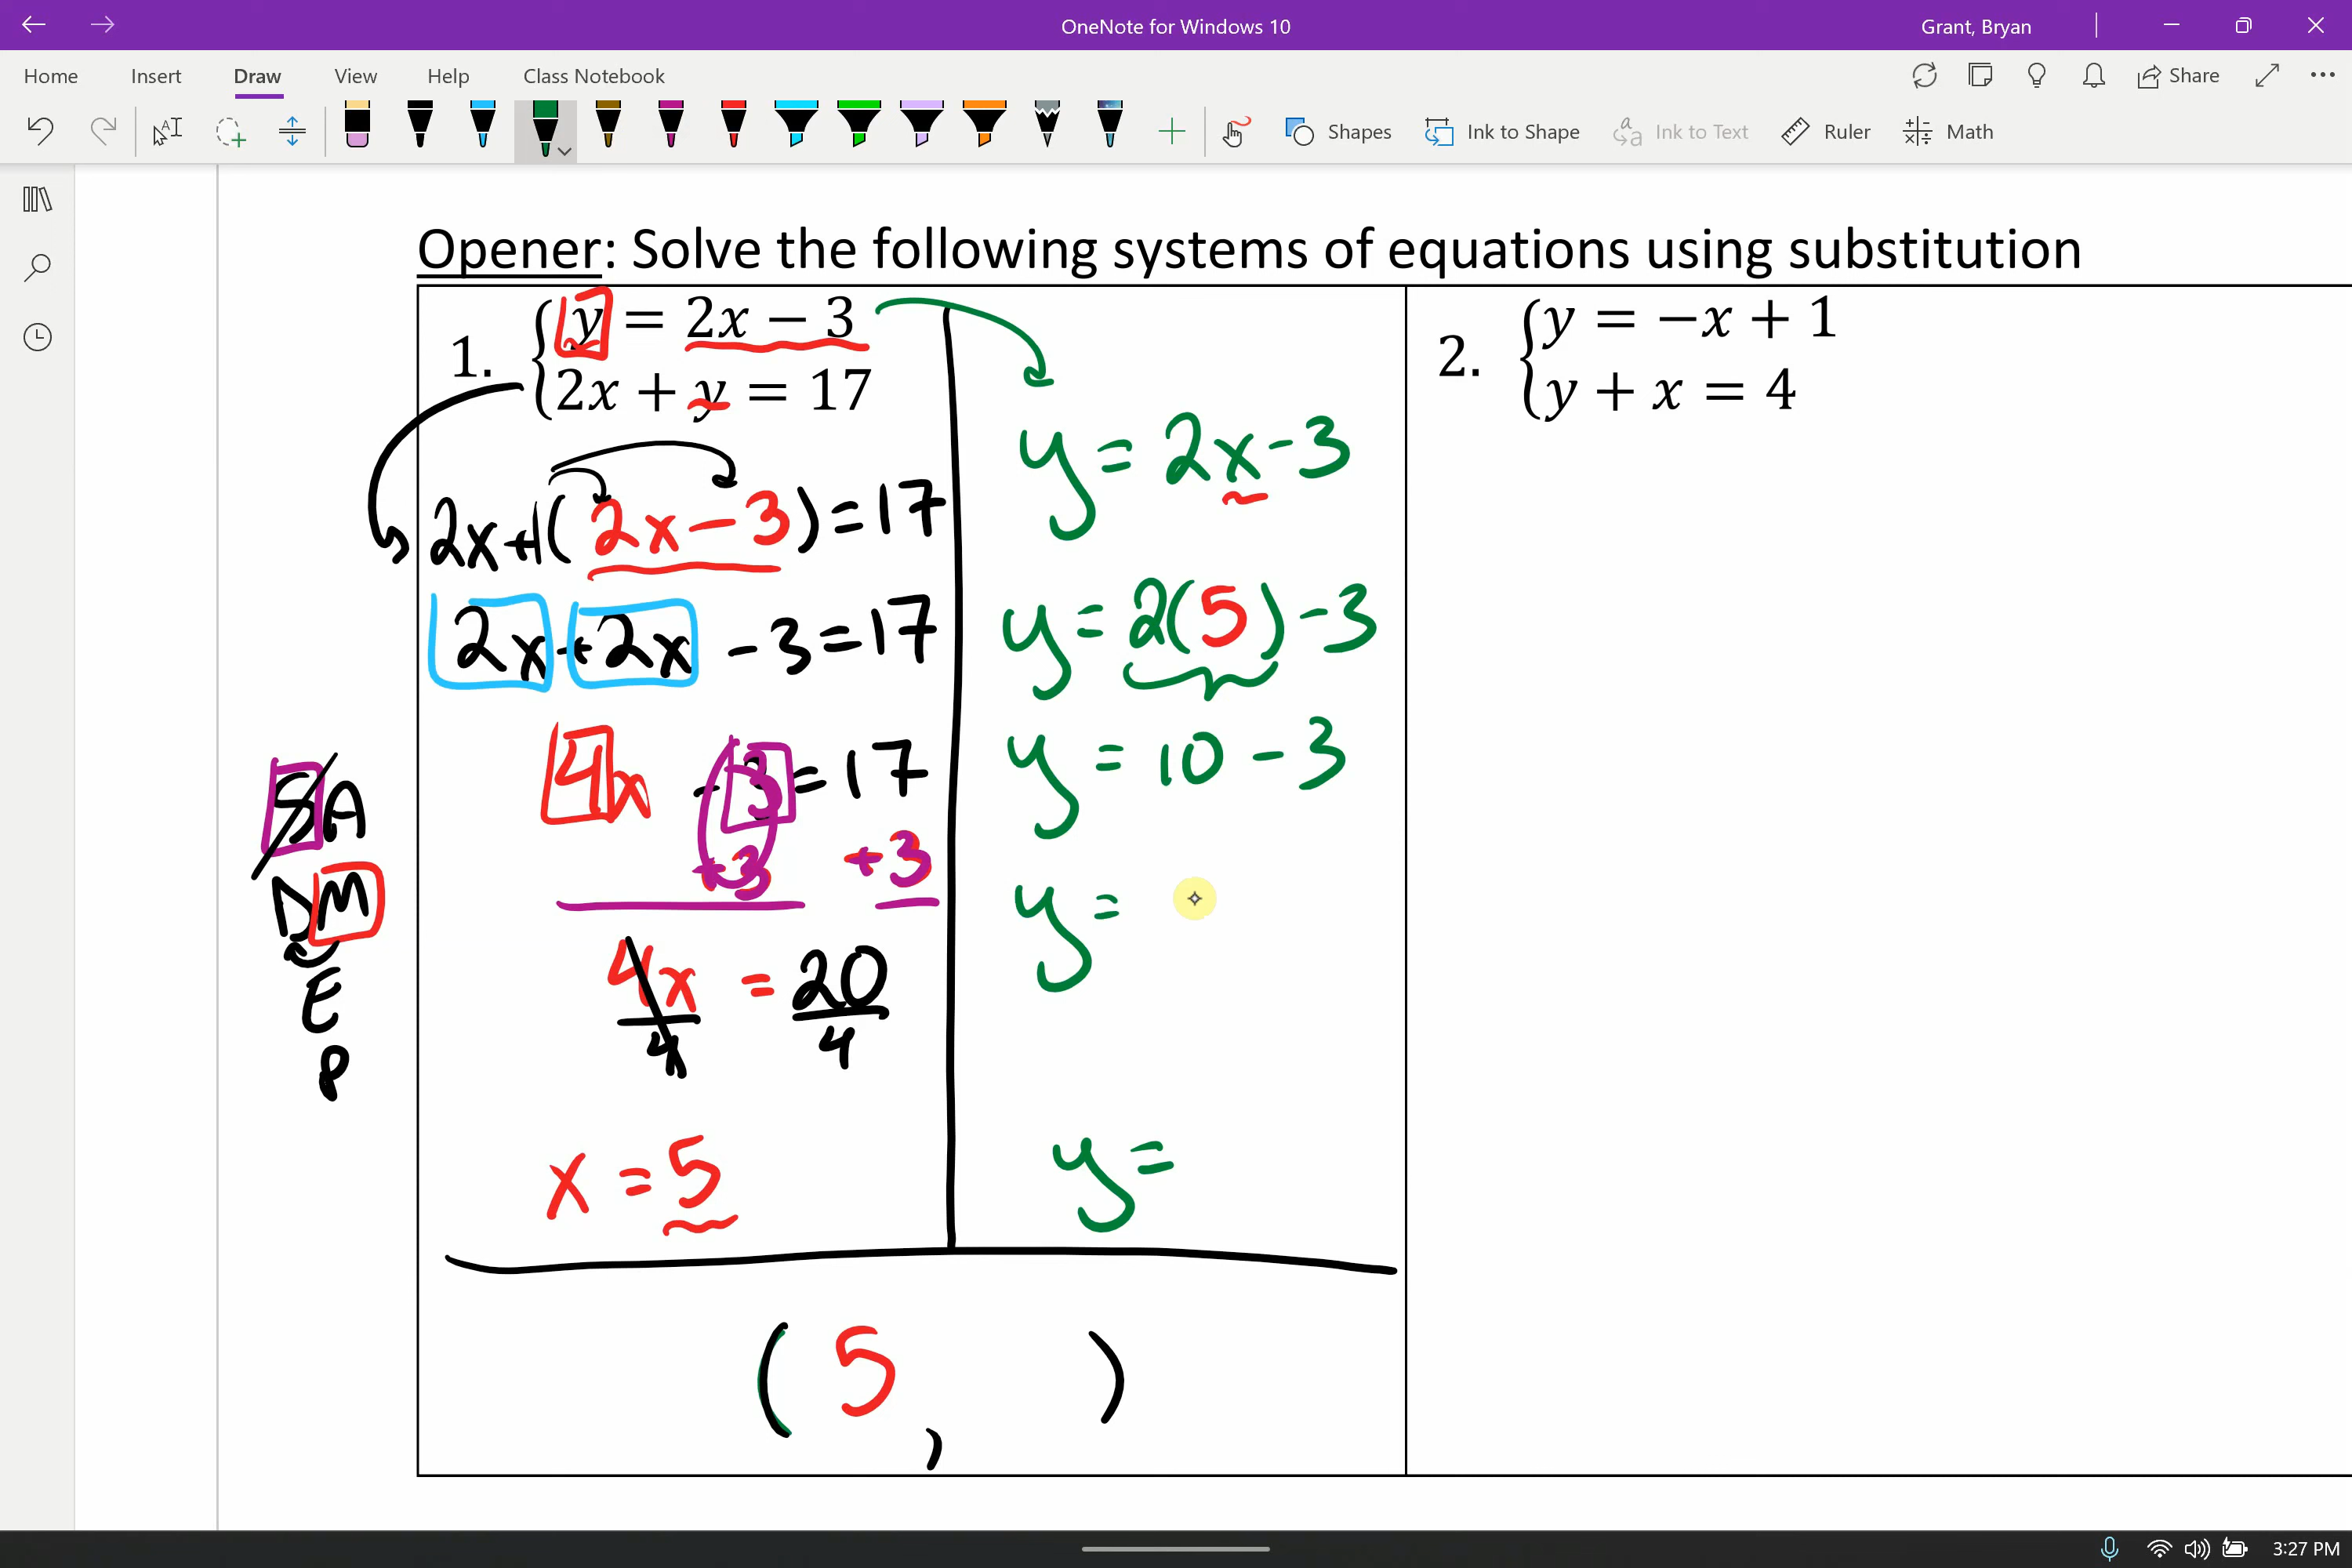 OneNote for Windows 10
Grant, Bryan
Home Insert Draw View Help Class Notebook
Share
Shapes Ink to Shape Ink to Text Ruler Math
Opener: Solve the following systems of equations using substitution
1. {y = 2x − 3
2x + y = 17
2x+1(2x−3)=17
2x+2x −3=17
4x −3=17
+3 +3
4x = 20
4 4
x = 5
SA
DM
E
P
y = 2x−3
y = 2(5)−3
y = 10−3
y =
y =
(5, )
2. {y = −x + 1
y + x = 4
3:27 PM